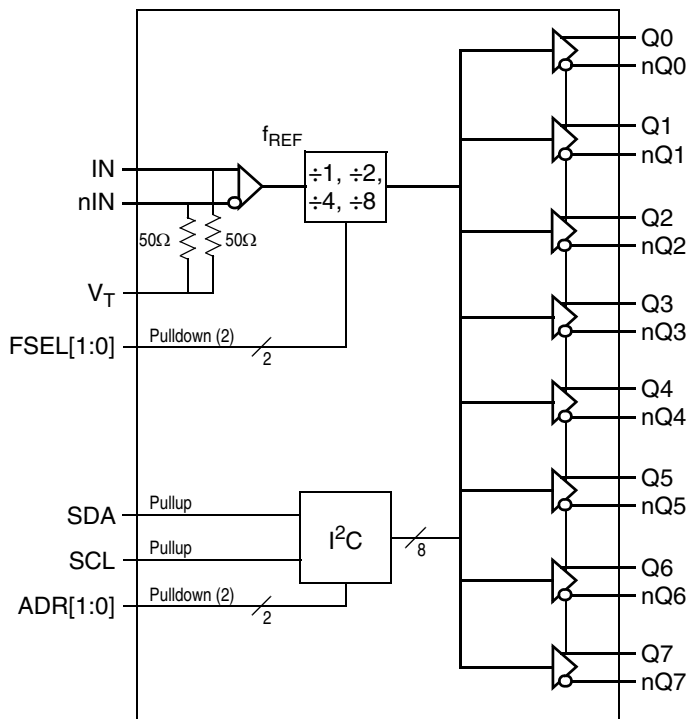 Q0
nQ0
Q1
nQ1
Q2
nQ2
Q3
nQ3
Q4
nQ4
Q5
nQ5
Q6
nQ6
Q7
nQ7
fREF
IN
nIN
÷1, ÷2,
÷4, ÷8
50Ω
50Ω
VT
FSEL[1:0]
Pulldown (2)
2
SDA
Pullup
SCL
Pullup
I²C
8
ADR[1:0]
Pulldown (2)
2